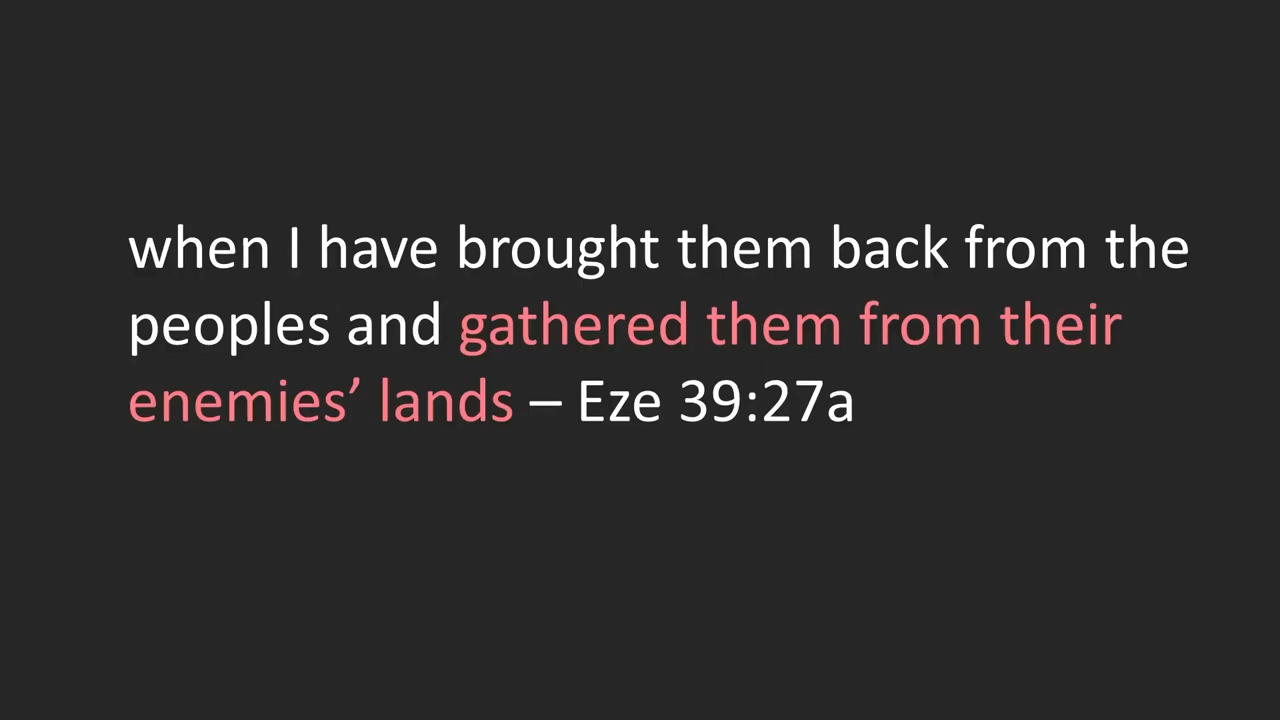 when I have brought them back from the
peoples and gathered them from their
enemies’ lands – Eze 39:27a